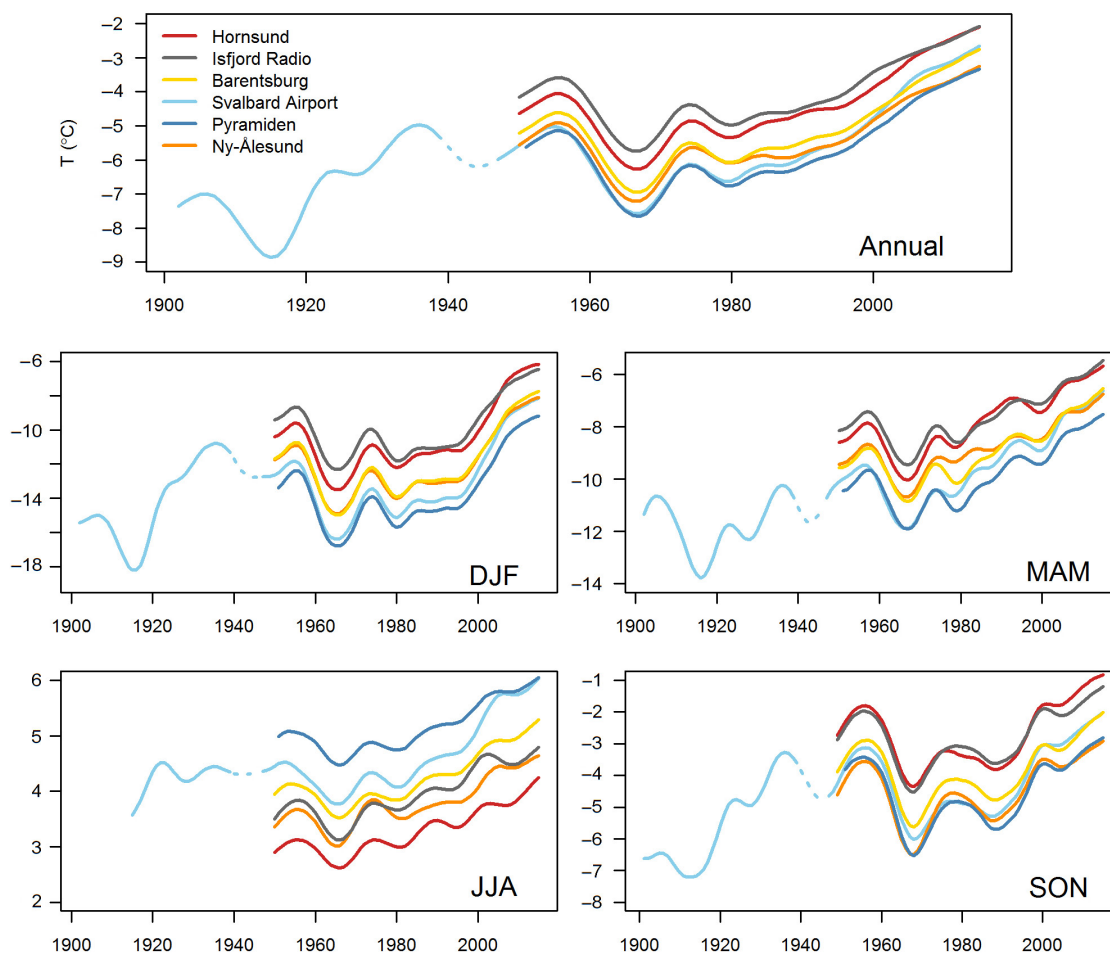 T (°C)
−2
−3
−4
−5
−6
−7
−8
−9
Hornsund
Isfjord Radio
Barentsburg
Svalbard Airport
Pyramiden
Ny-Ålesund
Annual
1900 1920 1940 1960 1980 2000
−6
−10
−14
−18
DJF
1900 1920 1940 1960 1980 2000
−6
−8
−10
−12
−14
MAM
1900 1920 1940 1960 1980 2000
6
5
4
3
2
JJA
1900 1920 1940 1960 1980 2000
−1
−2
−3
−4
−5
−6
−7
−8
SON
1900 1920 1940 1960 1980 2000